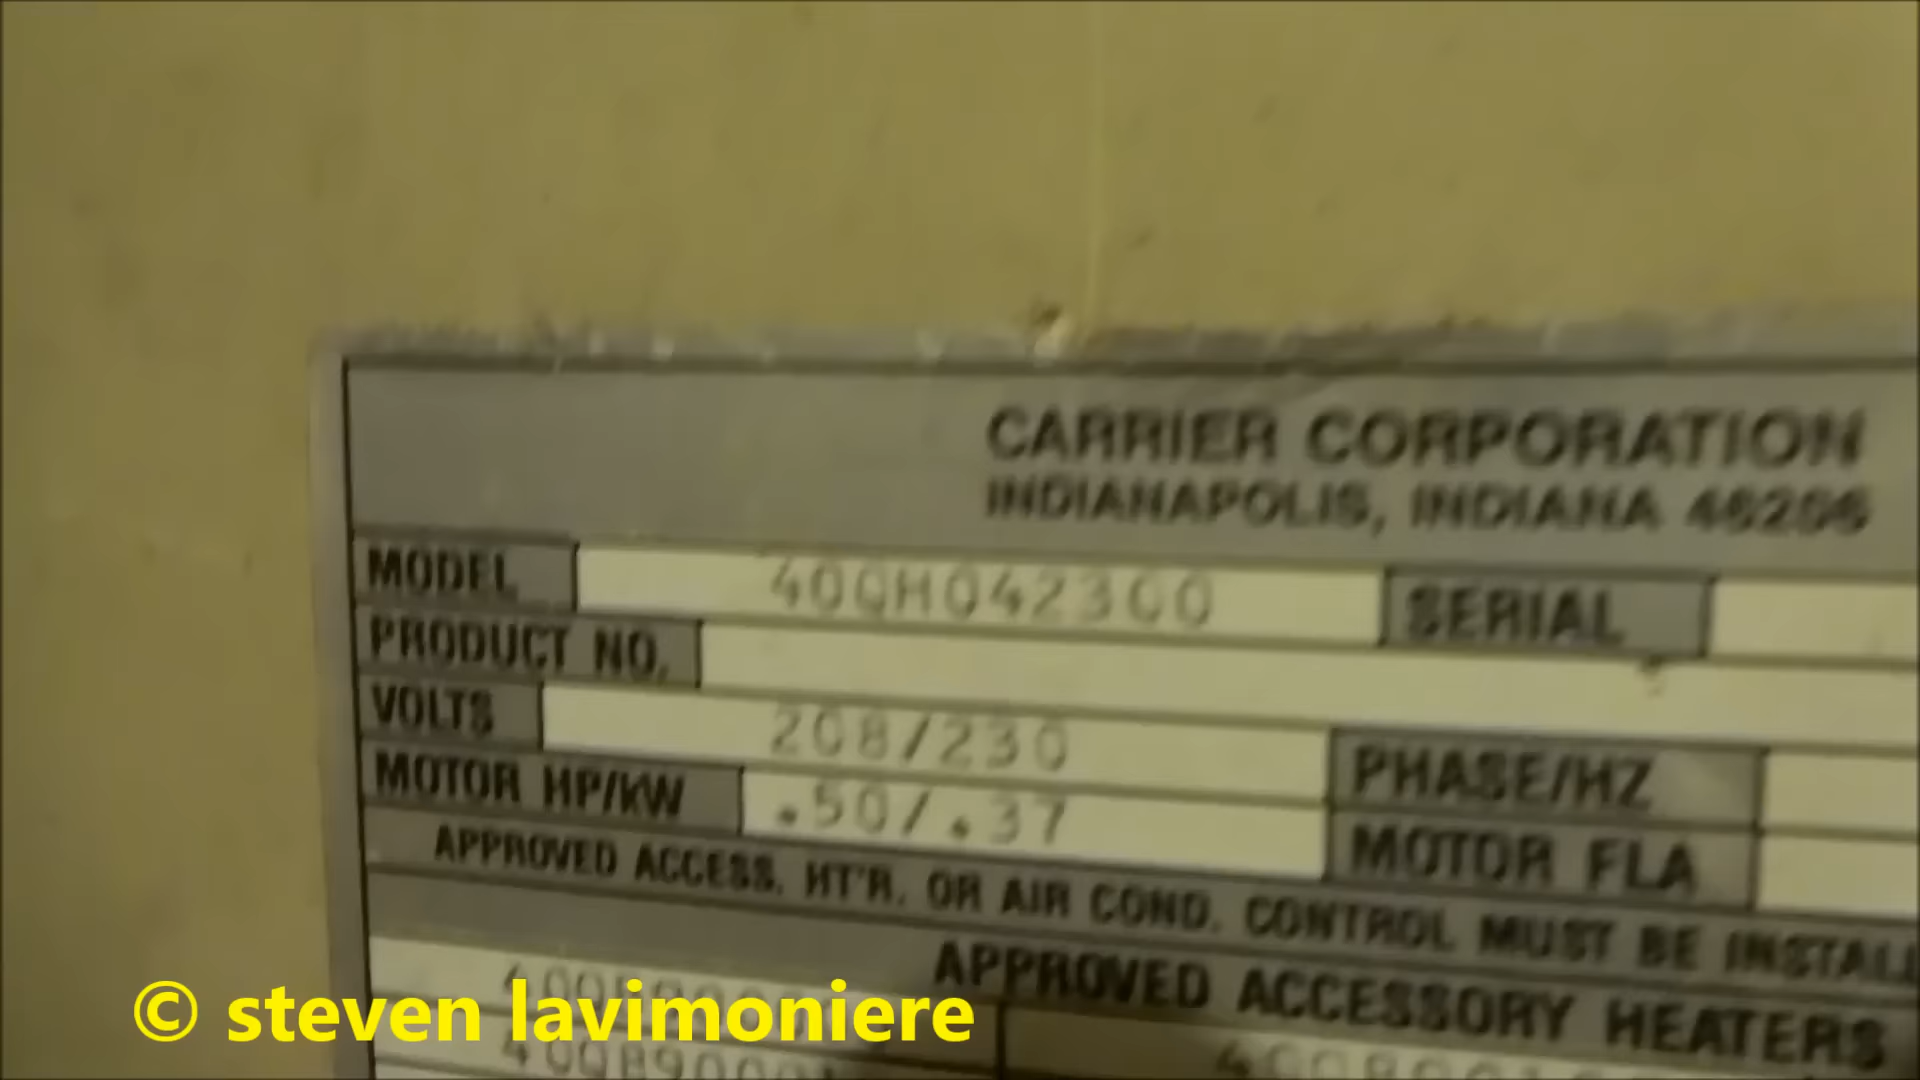 CARRIER CORPORATION
INDIANAPOLIS, INDIANA 46206
MODEL 40QH042300 SERIAL
PRODUCT NO.
VOLTS 208/230 PHASE/HZ
MOTOR HP/KW .50/.37 MOTOR FLA
APPROVED ACCESS. HT'R. OR AIR COND. CONTROL MUST BE INSTALL
APPROVED ACCESSORY HEATERS
© steven lavimoniere